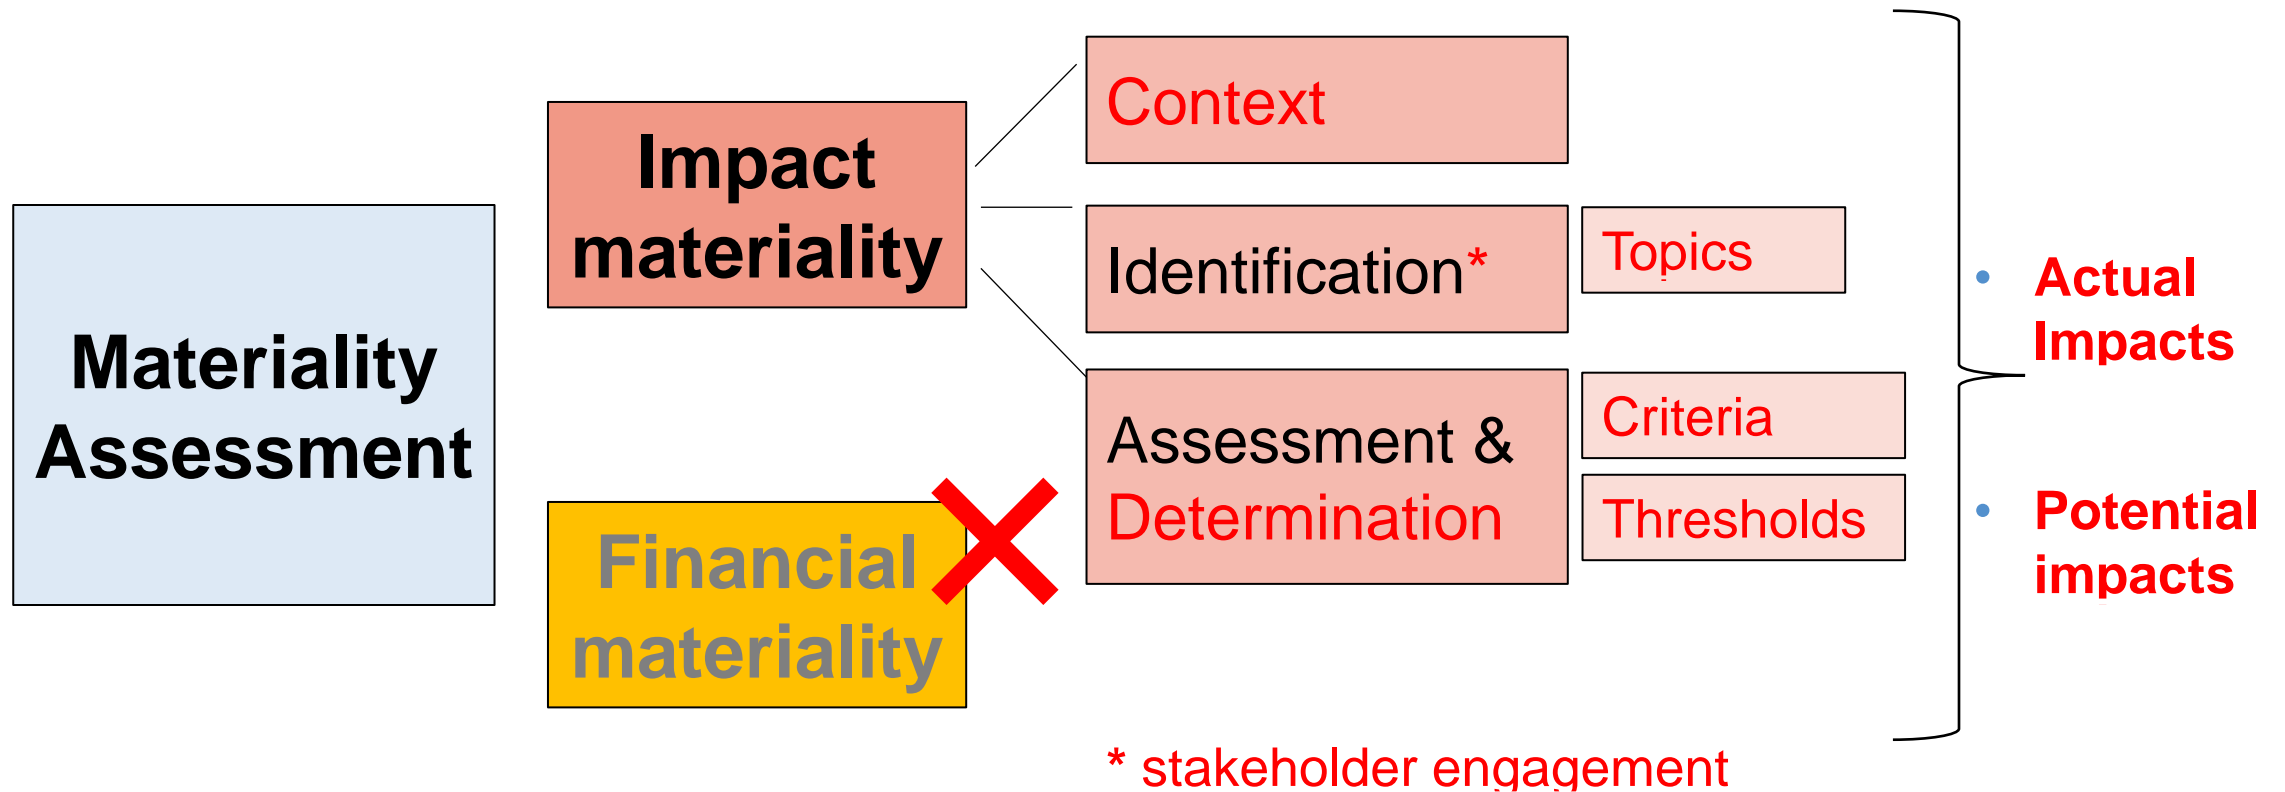 Materiality
Assessment
Impact
materiality
Financial
materiality
Context
Identification*
Topics
Assessment &
Determination
Criteria
Thresholds
• Actual
Impacts
• Potential
impacts
* stakeholder engagement